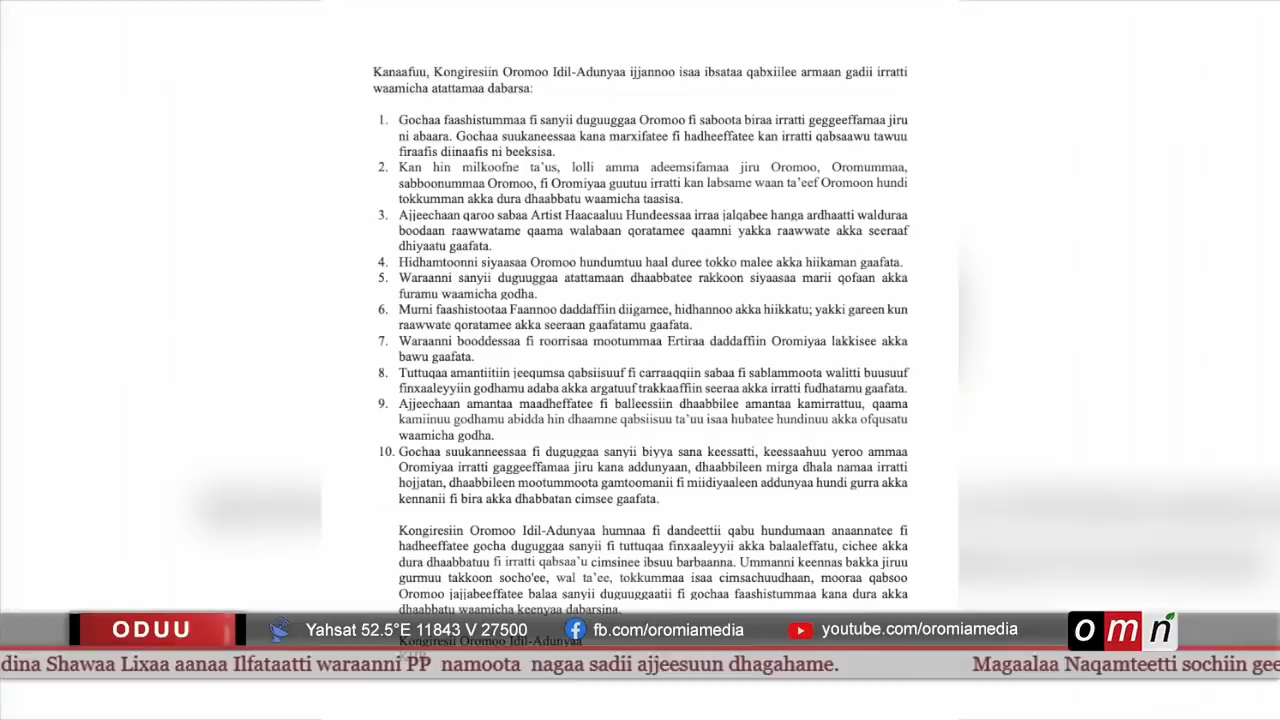 Kanaafuu, Kongiresiin Oromoo Idil-Adunyaa ijjannoo isaa ibsataa qabxiilee armaan gadii irratti
waamicha atattamaa dabarsa:
1. Gochaa faashistummaa fi sanyii duguuggaa Oromoo fi saboota biraa irratti geggeeffamaa jiru
ni abaara. Gochaa suukaneessaa kana marxifatee fi hadheeffatee kan irratti qabsaawu tawuu
firaafis diinaafis ni beeksisa.
2. Kan hin milkoofne ta'us, lolli amma adeemsifamaa jiru Oromoo, Oromummaa,
sabboonummaa Oromoo, fi Oromiyaa guutuu irratti kan labsame waan ta'eef Oromoon hundi
tokkumman akka dura dhaabbatu waamicha taasisa.
3. Ajjeechaan qaroo sabaa Artist Haacaaluu Hundeessaa irraa jalqabee hanga ardhaatti walduraa
boodaan raawwatame qaama walabaan qoratamee qaamni yakka raawwate akka seeraaf
dhiyaatu gaafata.
4. Hidhamtoonni siyaasaa Oromoo hundumtuu haal duree tokko malee akka hiikaman gaafata.
5. Waraanni sanyii duguuggaa atattamaan dhaabbatee rakkoon siyaasaa marii qofaan akka
furamu waamicha godha.
6. Murni faashistootaa Faannoo daddaffiin diigamee, hidhannoo akka hiikkatu; yakki gareen kun
raawwate qoratamee akka seeraan gaafatamu gaafata.
7. Waraanni booddessaa fi roorrisaa mootummaa Ertiraa daddaffiin Oromiyaa lakkisee akka
bawu gaafata.
8. Tuttuqaa amantiitiin jeequmsa qabsiisuuf fi carraaqqiin sabaa fi sablammoota walitti buusuuf
finxaaleyyiin godhamu adaba akka argatuuf trakkaaffiin seeraa akka irratti fudhatamu gaafata.
9. Ajjeechaan amantaa maadheffatee fi balleessiin dhaabbilee amantaa kamirrattuu, qaama
kamiinuu godhamu abidda hin dhaamne qabsiisuu ta'uu isaa hubatee hundinuu akka ofqusatu
waamicha godha.
10. Gochaa suukanneessaa fi duguggaa sanyii biyya sana keessatti, keessaahuu yeroo ammaa
Oromiyaa irratti gaggeeffamaa jiru kana addunyaan, dhaabbileen mirga dhala namaa irratti
hojjatan, dhaabbileen mootummoota gamtoomanii fi miidiyaaleen addunyaa hundi gurra akka
kennanii fi bira akka dhabbatan cimsee gaafata.
Kongiresiin Oromoo Idil-Adunyaa humnaa fi dandeettii qabu hundumaan anaannatee fi
hadheeffatee gocha duguggaa sanyii fi tuttuqaa finxaaleyyii akka balaaleffatu, cichee akka
dura dhaabbatuu fi irratti qabsaa'u cimsinee ibsuu barbaanna. Ummanni keennas bakka jiruu
gurmuu takkoon socho'ee, wal ta'ee, tokkummaa isaa cimsachuudhaan, mooraa qabsoo
Oromoo jajjabeeffatee balaa sanyii duguuggaatii fi gochaa faashistummaa kana dura akka
dhaabbatu waamicha keenyaa dabarsina.
Kongiresii Oromoo Idil-Adunyaa
ODUU
Yahsat 52.5°E 11843 V 27500
fb.com/oromiamedia
youtube.com/oromiamedia
omn
dina Shawaa Lixaa aanaa Ilfataatti waraanni PP namoota nagaa sadii ajjeesuun dhagahame. Magaalaa Naqamteetti sochiin gee